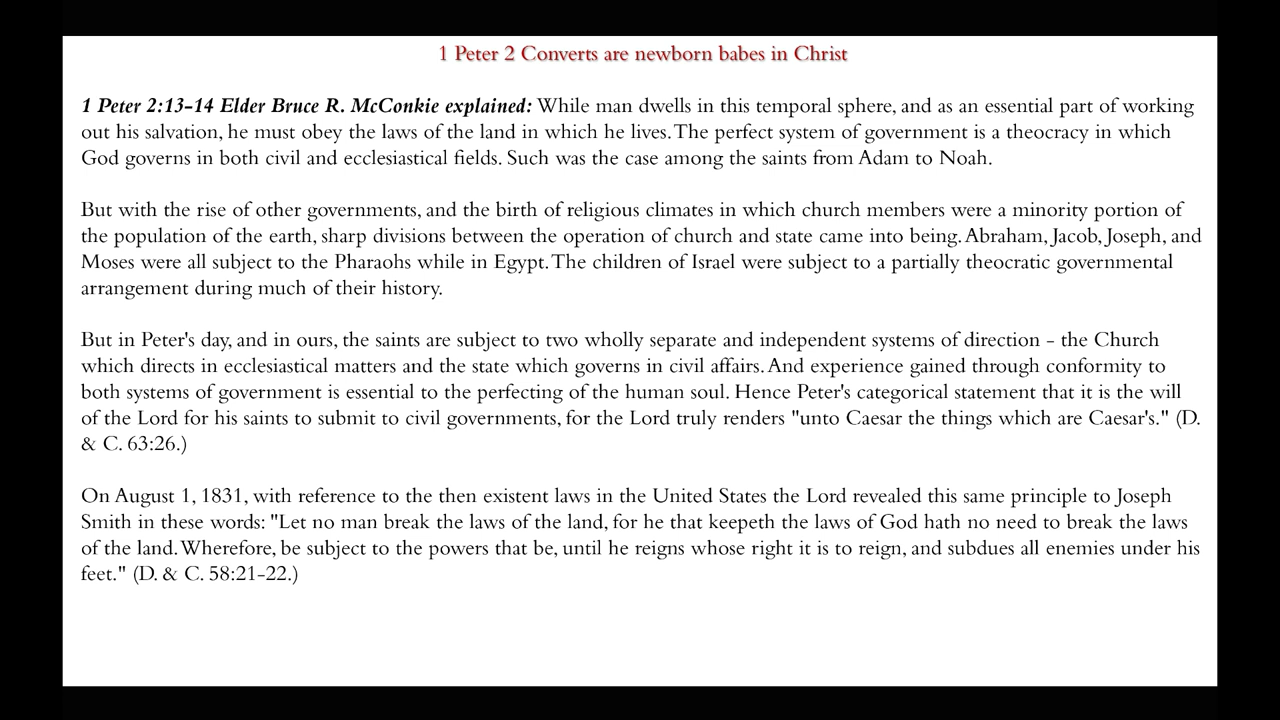 1 Peter 2 Converts are newborn babes in Christ
1 Peter 2:13-14 Elder Bruce R. McConkie explained: While man dwells in this temporal sphere, and as an essential part of working
out his salvation, he must obey the laws of the land in which he lives. The perfect system of government is a theocracy in which
God governs in both civil and ecclesiastical fields. Such was the case among the saints from Adam to Noah.
But with the rise of other governments, and the birth of religious climates in which church members were a minority portion of
the population of the earth, sharp divisions between the operation of church and state came into being. Abraham, Jacob, Joseph, and
Moses were all subject to the Pharaohs while in Egypt. The children of Israel were subject to a partially theocratic governmental
arrangement during much of their history.
But in Peter's day, and in ours, the saints are subject to two wholly separate and independent systems of direction - the Church
which directs in ecclesiastical matters and the state which governs in civil affairs. And experience gained through conformity to
both systems of government is essential to the perfecting of the human soul. Hence Peter's categorical statement that it is the will
of the Lord for his saints to submit to civil governments, for the Lord truly renders "unto Caesar the things which are Caesar's." (D.
& C. 63:26.)
On August 1, 1831, with reference to the then existent laws in the United States the Lord revealed this same principle to Joseph
Smith in these words: "Let no man break the laws of the land, for he that keepeth the laws of God hath no need to break the laws
of the land. Wherefore, be subject to the powers that be, until he reigns whose right it is to reign, and subdues all enemies under his
feet." (D. & C. 58:21-22.)